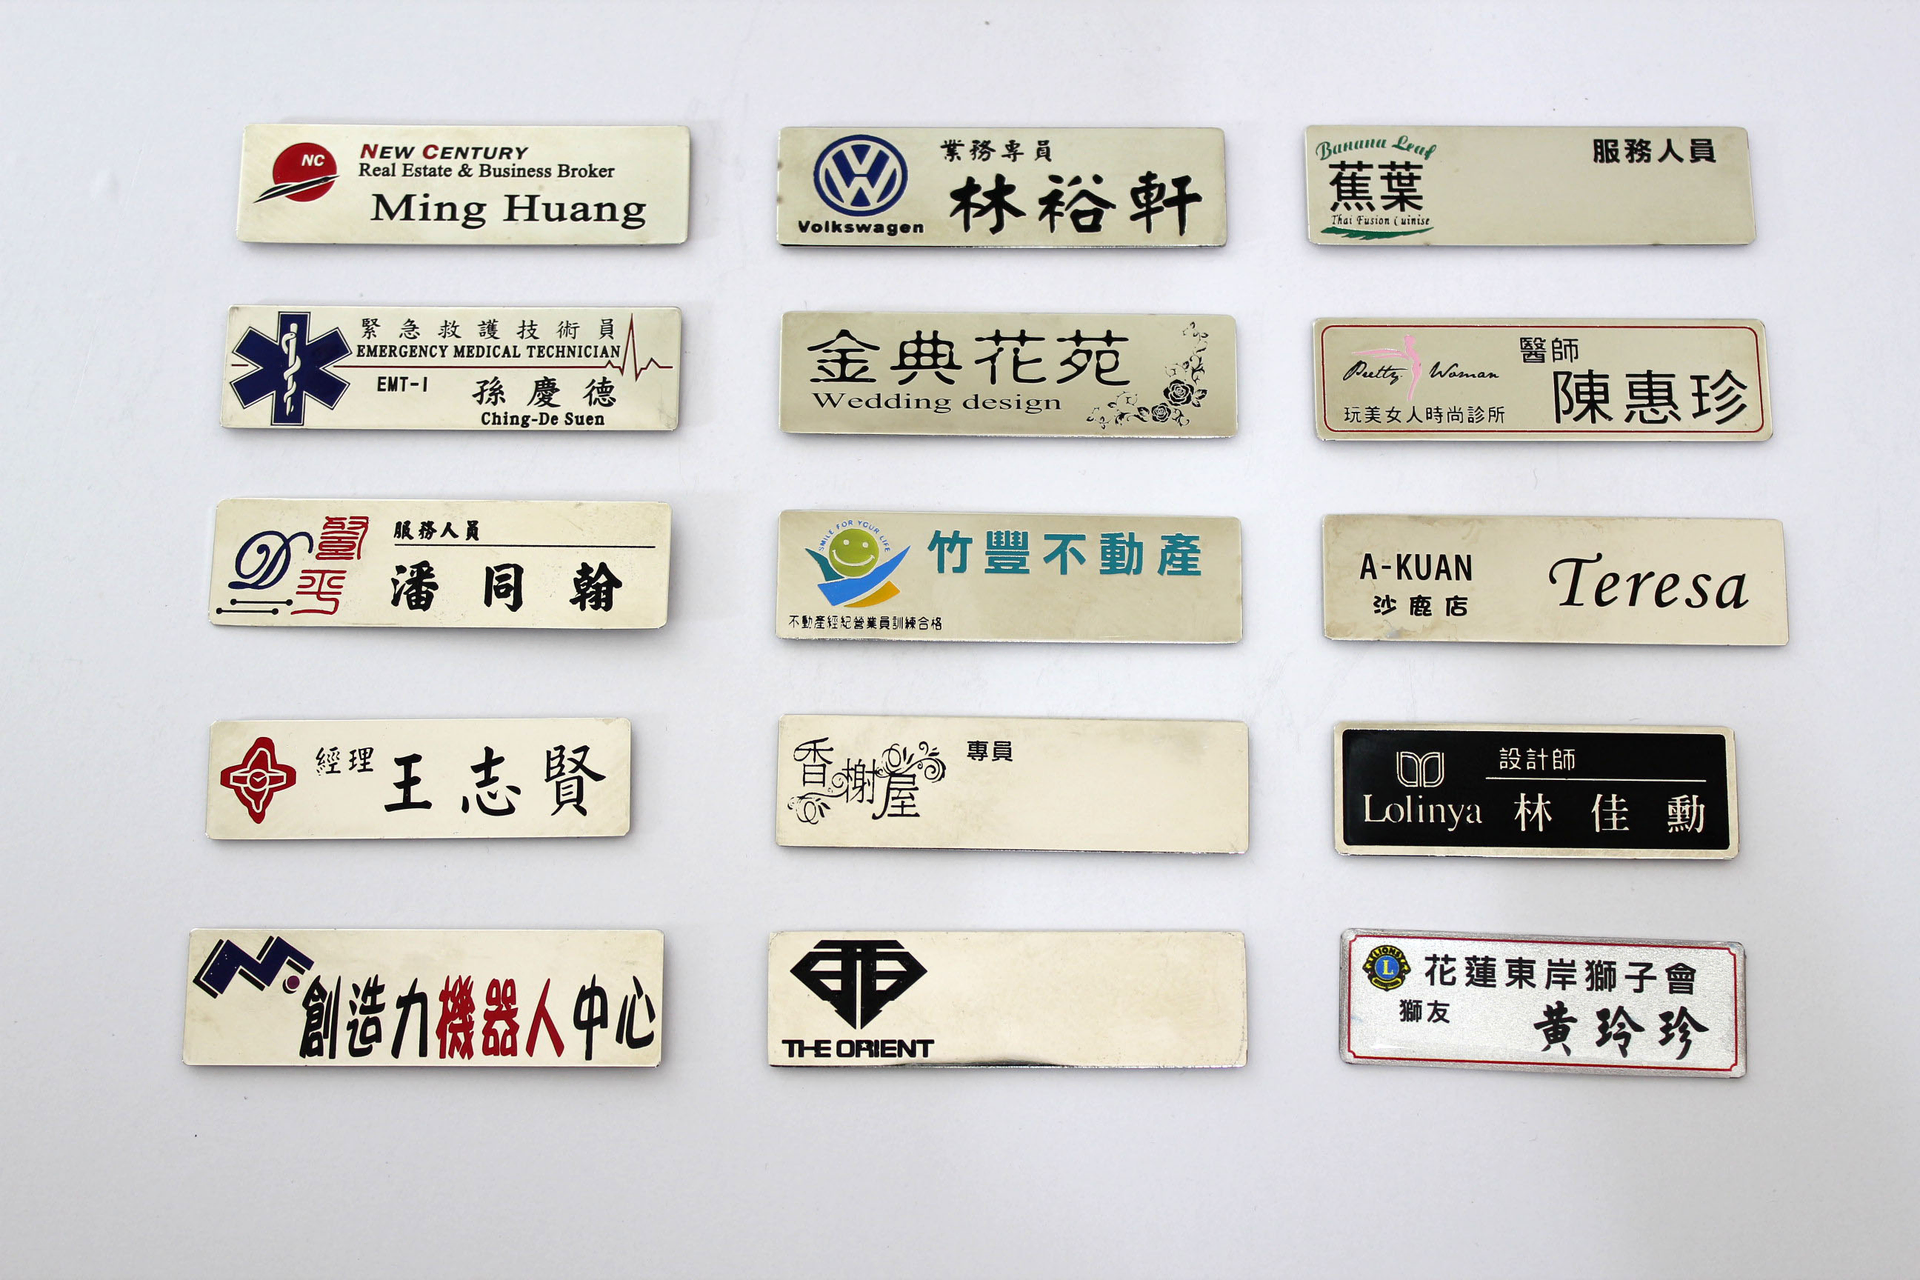 NC
NEW CENTURY
Real Estate & Business Broker
Ming Huang
業務專員
林裕軒
Volkswagen
Banana Leaf
蕉葉
Thai Fusion Cuinise
服務人員
緊急救護技術員
EMERGENCY MEDICAL TECHNICIAN
EMT-I
孫慶德
Ching-De Suen
金典花苑
Wedding design
Pretty Woman
玩美女人時尚診所
醫師
陳惠珍
服務人員
潘同翰
SMILE FOR YOUR LIFE
竹豐不動產
不動產經紀營業員訓練合格
A-KUAN
沙鹿店
Teresa
經理
王志賢
香榭屋
專員
Lolinya
設計師
林佳勳
創造力機器人中心
THE ORIENT
LIONS
L
INTERNATIONAL
花蓮東岸獅子會
獅友
黃玲珍